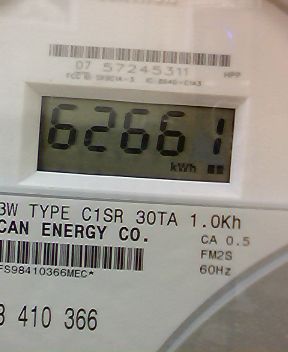 07 57245311
HPP
62661
kWh
3W TYPE C1SR 30TA 1.0Kh
CAN ENERGY CO.
CA 0.5
FM2S
60Hz
FS98410366MEC*
3 410 366